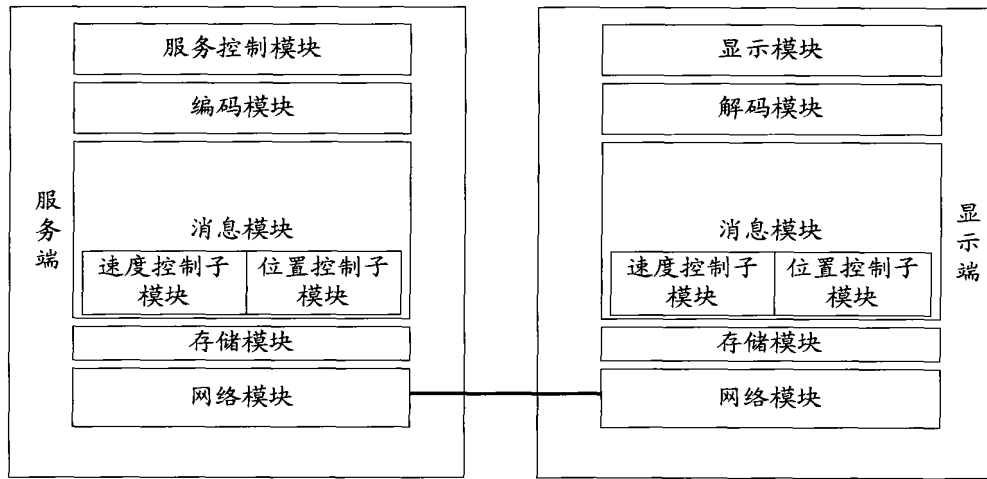 服务端
服务控制模块
编码模块
消息模块
速度控制子
模块
位置控制子
模块
存储模块
网络模块
显示模块
解码模块
消息模块
速度控制子
模块
位置控制子
模块
存储模块
网络模块
显示端